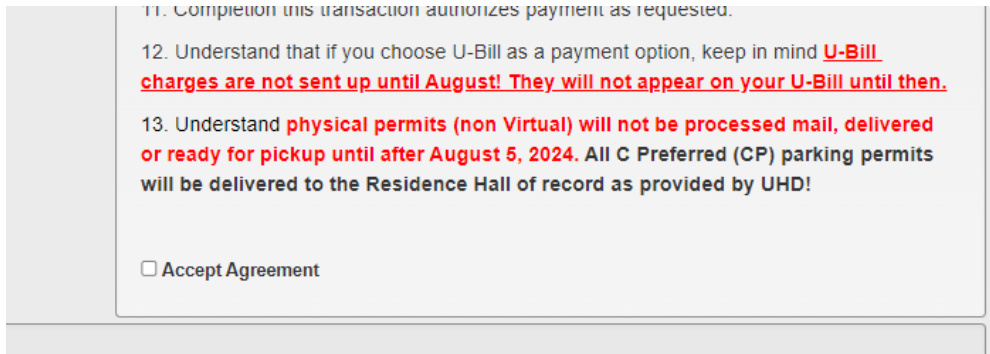 11. Completion this transaction authorizes payment as requested.
12. Understand that if you choose U-Bill as a payment option, keep in mind U-Bill
charges are not sent up until August! They will not appear on your U-Bill until then.
13. Understand physical permits (non Virtual) will not be processed mail, delivered
or ready for pickup until after August 5, 2024. All C Preferred (CP) parking permits
will be delivered to the Residence Hall of record as provided by UHD!
Accept Agreement